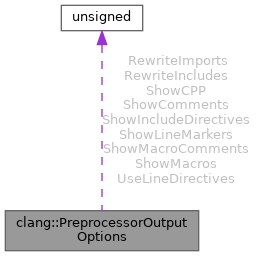 unsigned
RewriteImports
RewriteIncludes
ShowCPP
ShowComments
ShowIncludeDirectives
ShowLineMarkers
ShowMacroComments
ShowMacros
UseLineDirectives
clang::PreprocessorOutput
Options